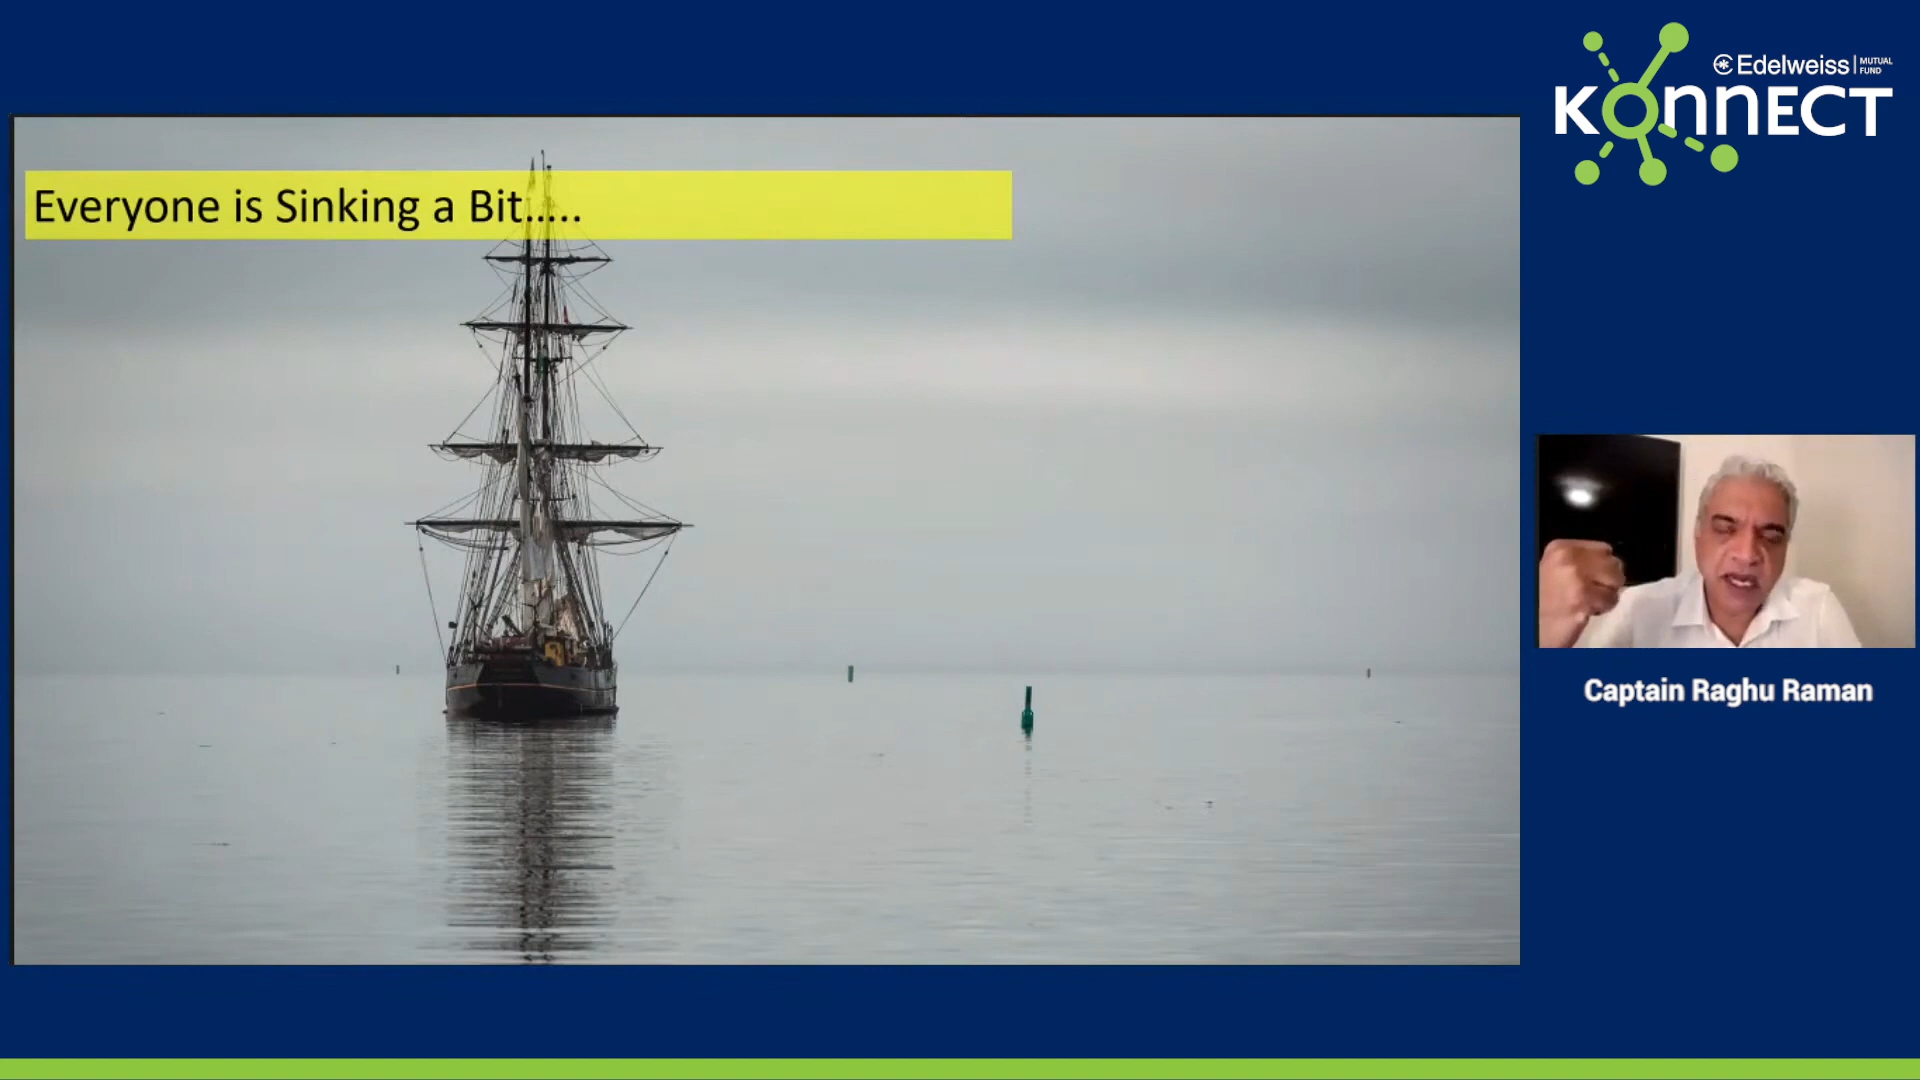 Everyone is Sinking a Bit.....
Edelweiss MUTUAL FUND
KONNECT
Captain Raghu Raman